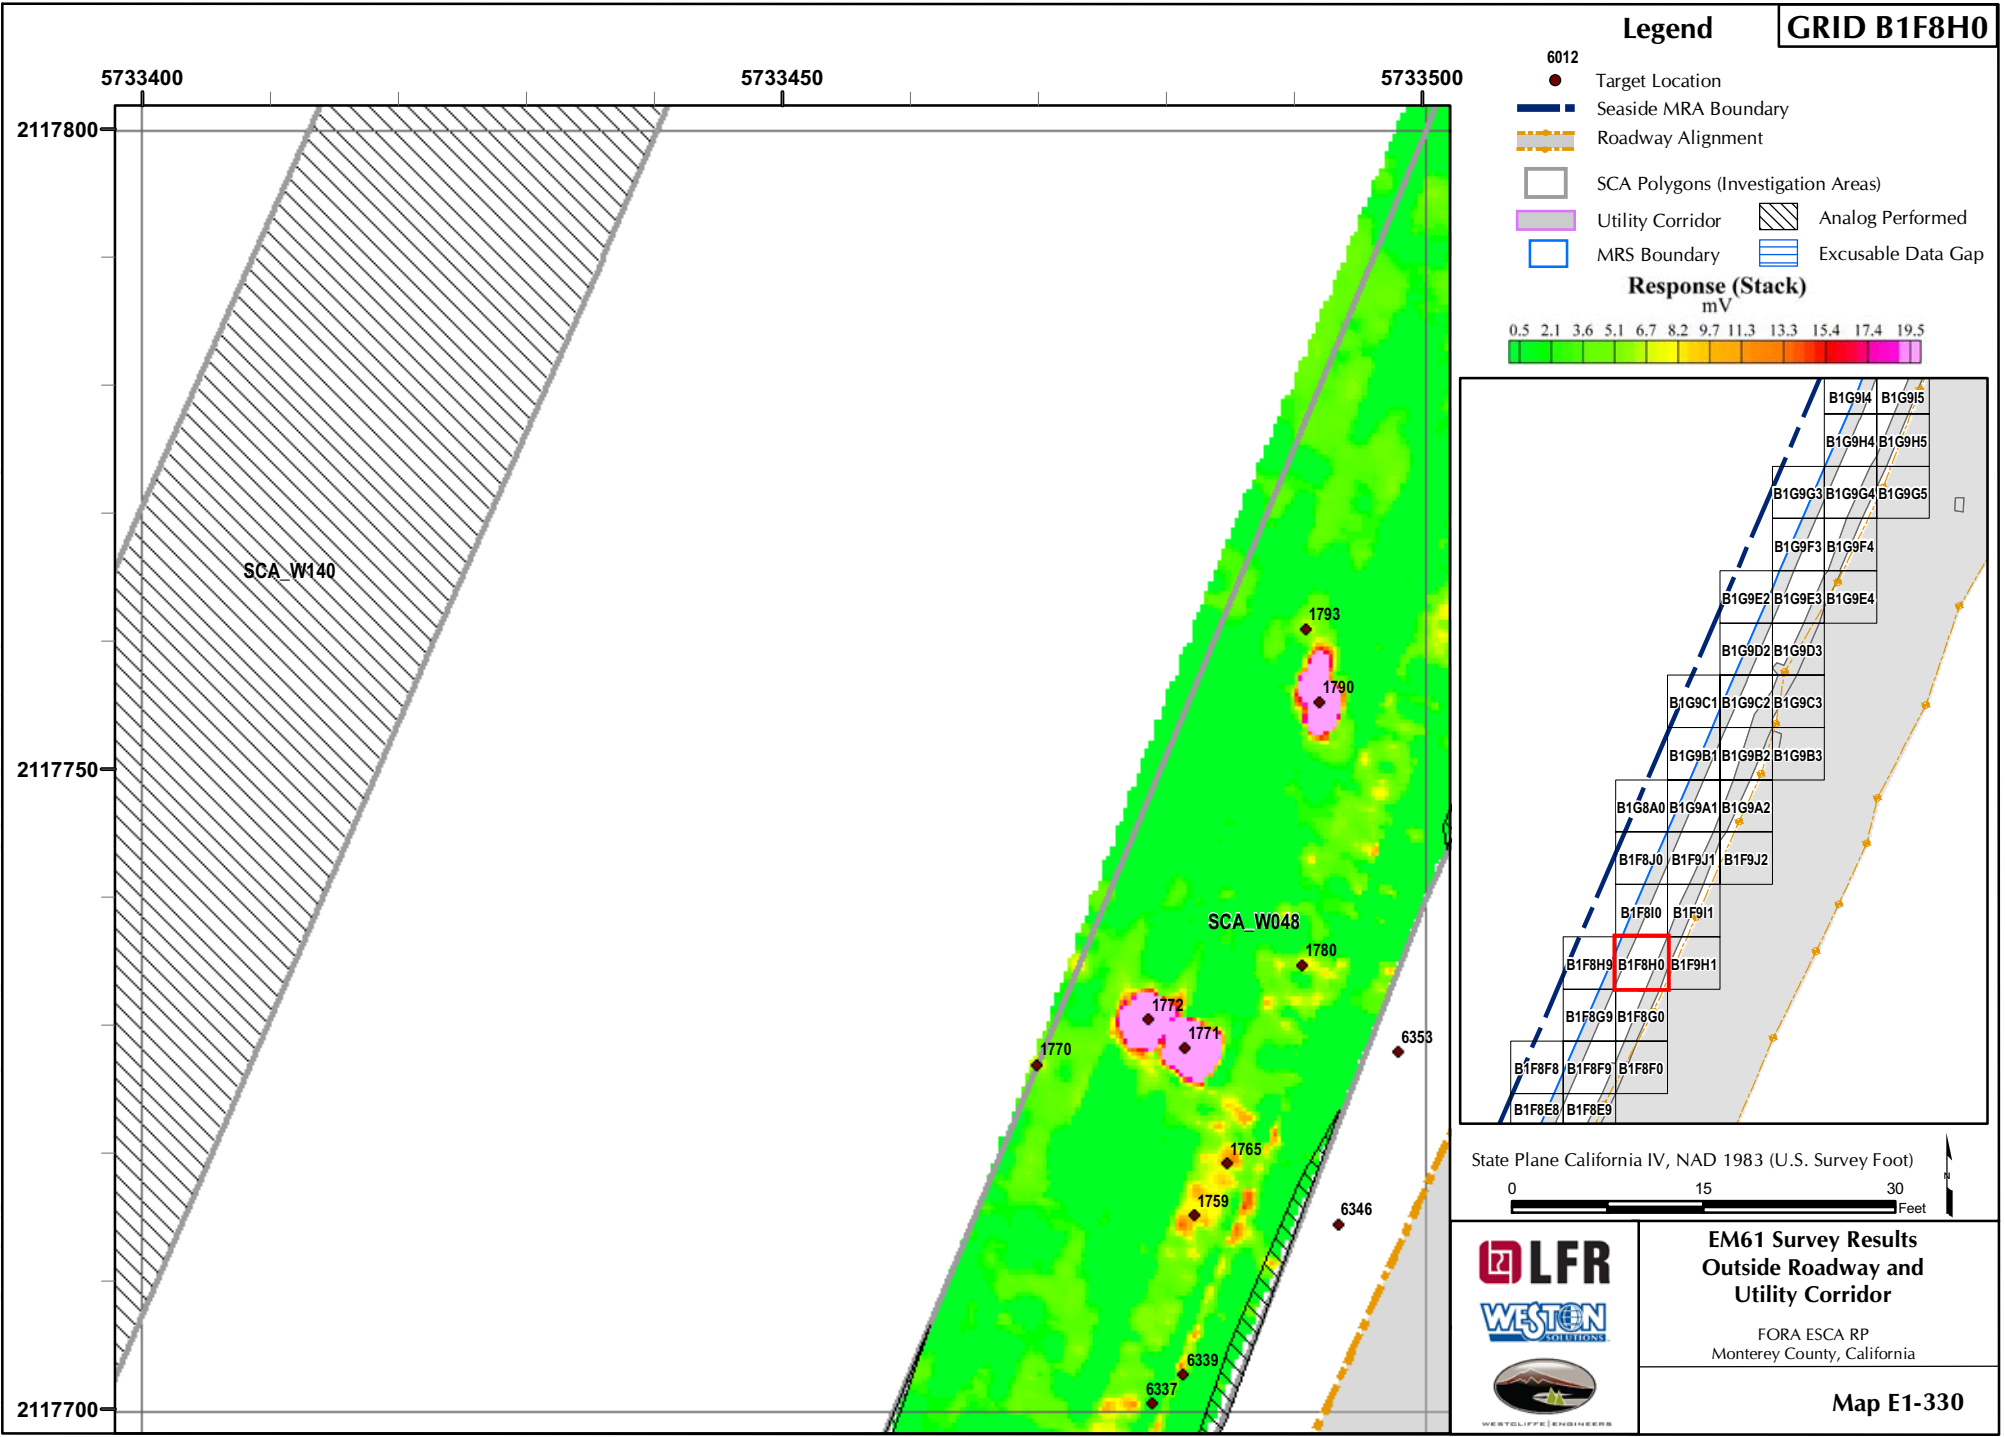 GRID B1F8H0
Legend
6012
Target Location
Seaside MRA Boundary
Roadway Alignment
SCA Polygons (Investigation Areas)
Utility Corridor
Analog Performed
MRS Boundary
Excusable Data Gap
Response (Stack)
mV
0.5 2.1 3.6 5.1 6.7 8.2 9.7 11.3 13.3 15.4 17.4 19.5
5733400
5733450
5733500
2117800
2117750
2117700
SCA_W140
SCA_W048
1793
1790
1780
1772
1771
1770
6353
1765
1759
6346
6339
6337
B1G9I4 B1G9I5
B1G9H4 B1G9H5
B1G9G3 B1G9G4 B1G9G5
B1G9F3 B1G9F4
B1G9E2 B1G9E3 B1G9E4
B1G9D2 B1G9D3
B1G9C1 B1G9C2 B1G9C3
B1G9B1 B1G9B2 B1G9B3
B1G8A0 B1G9A1 B1G9A2
B1F8J0 B1F9J1 B1F9J2
B1F8I0 B1F9I1
B1F8H9 B1F8H0 B1F9H1
B1F8G9 B1F8G0
B1F8F8 B1F8F9 B1F8F0
B1F8E8 B1F8E9
State Plane California IV, NAD 1983 (U.S. Survey Foot)
0 15 30
Feet
N
LFR
WESTON
SOLUTIONS
WESTCLIFFE ENGINEERS
EM61 Survey Results
Outside Roadway and
Utility Corridor
FORA ESCA RP
Monterey County, California
Map E1-330